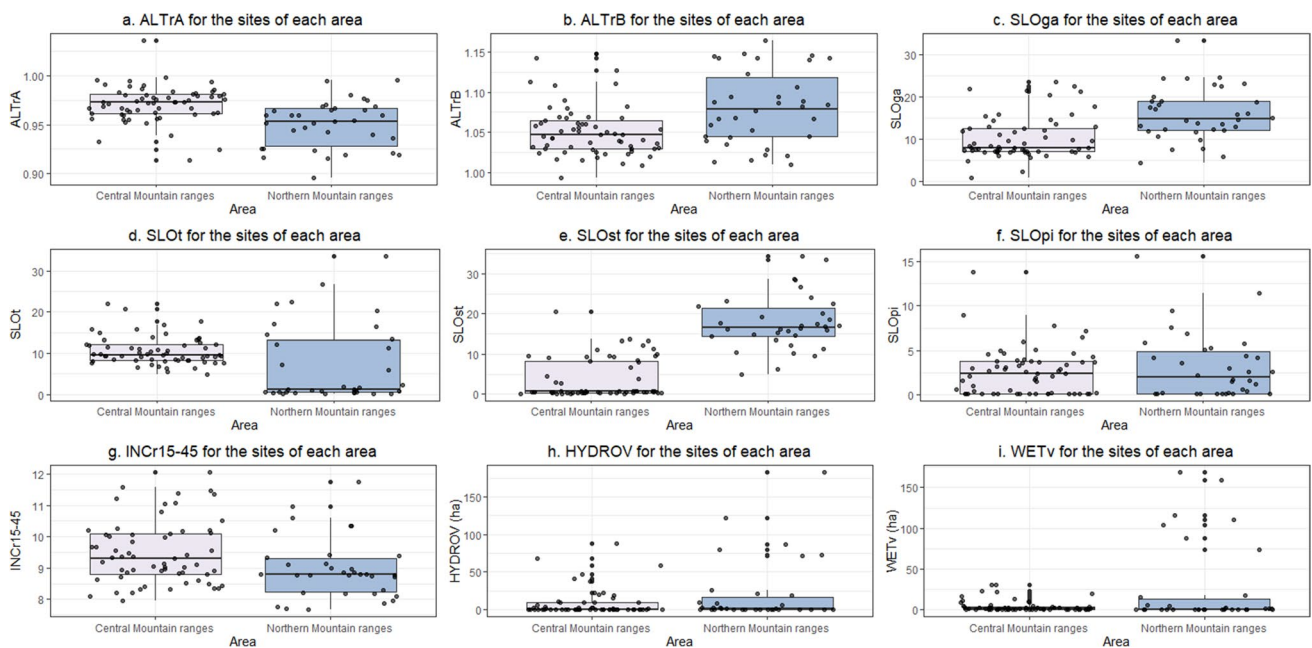 a. ALTrA for the sites of each area
ALTrA
1.00
0.95
0.90
Central Mountain ranges
Northern Mountain ranges
Area
b. ALTrB for the sites of each area
ALTrB
1.15
1.10
1.05
1.00
Central Mountain ranges
Northern Mountain ranges
Area
c. SLOga for the sites of each area
SLOga
30
20
10
0
Central Mountain ranges
Northern Mountain ranges
Area
d. SLOt for the sites of each area
SLOt
30
20
10
0
Central Mountain ranges
Northern Mountain ranges
Area
e. SLOst for the sites of each area
SLOst
30
20
10
0
Central Mountain ranges
Northern Mountain ranges
Area
f. SLOpi for the sites of each area
SLOpi
15
10
5
0
Central Mountain ranges
Northern Mountain ranges
Area
g. INCr15-45 for the sites of each area
INCr15-45
12
11
10
9
8
Central Mountain ranges
Northern Mountain ranges
Area
h. HYDROV for the sites of each area
HYDROV (ha)
150
100
50
0
Central Mountain ranges
Northern Mountain ranges
Area
i. WETv for the sites of each area
WETv (ha)
150
100
50
0
Central Mountain ranges
Northern Mountain ranges
Area